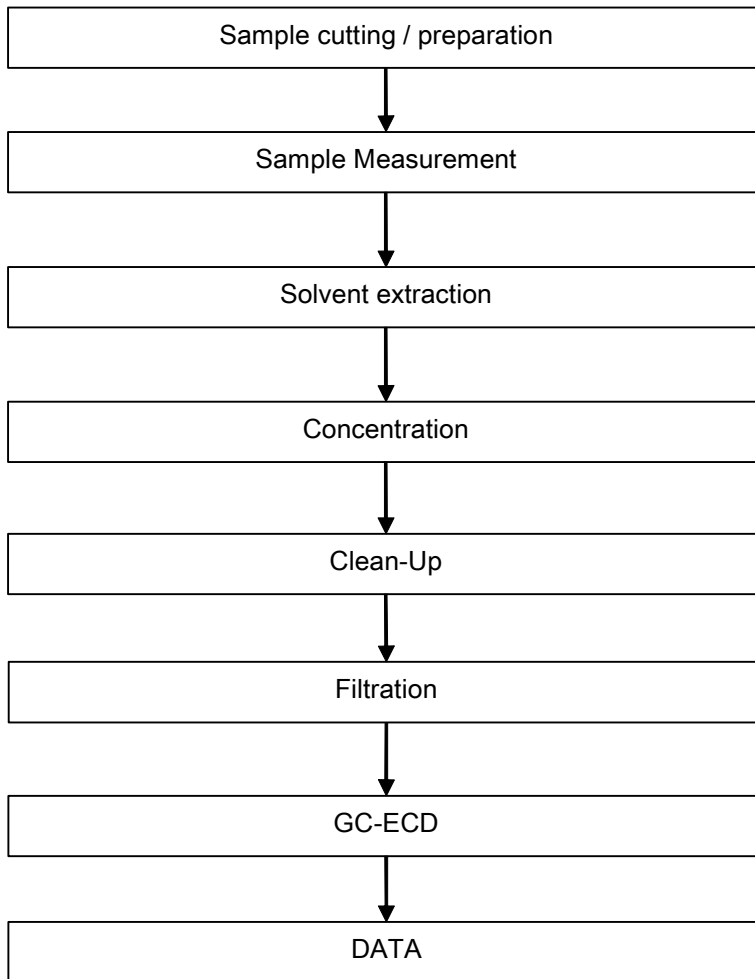 Sample cutting / preparation
Sample Measurement
Solvent extraction
Concentration
Clean-Up
Filtration
GC-ECD
DATA